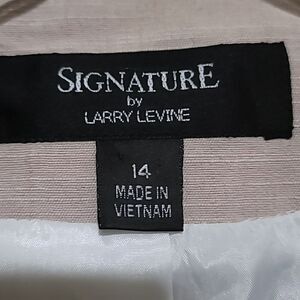 SIGNATURE
by
LARRY LEVINE
14
MADE IN
VIETNAM